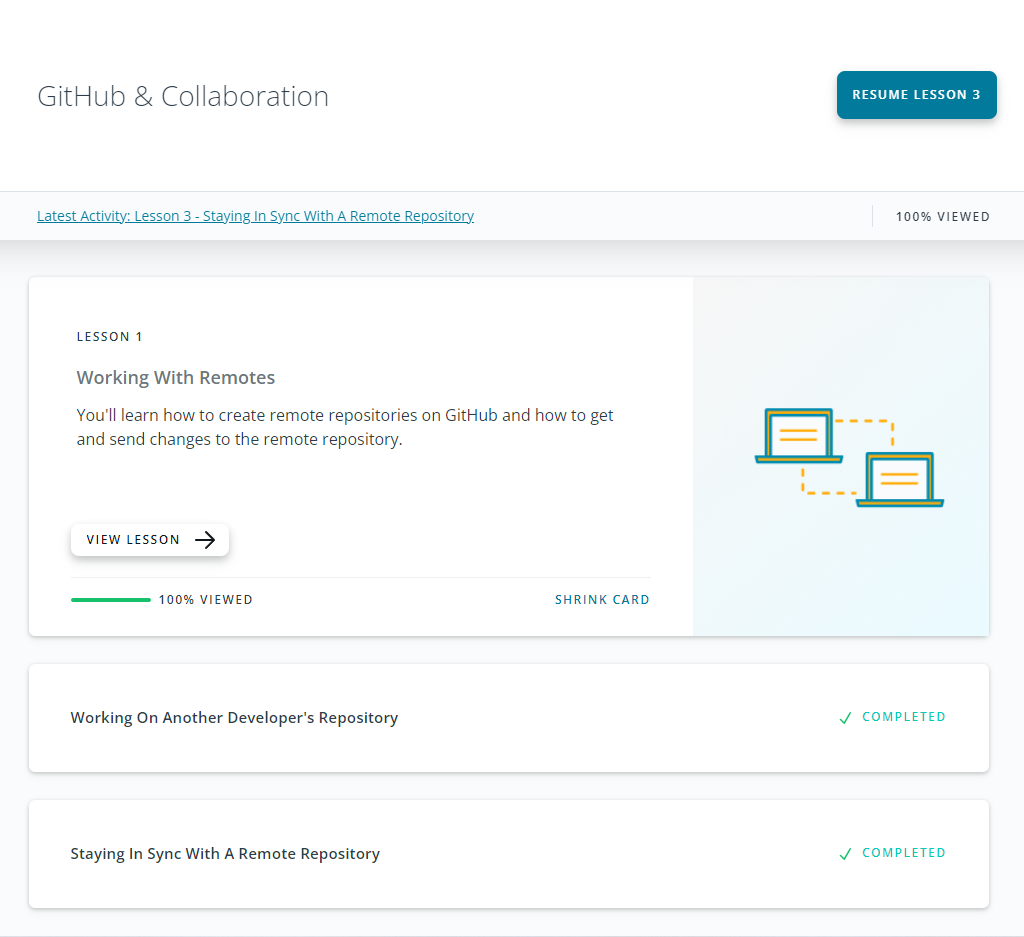 GitHub & Collaboration
RESUME LESSON 3
Latest Activity: Lesson 3 - Staying In Sync With A Remote Repository
100% VIEWED
LESSON 1
Working With Remotes
You'll learn how to create remote repositories on GitHub and how to get
and send changes to the remote repository.
VIEW LESSON
100% VIEWED
SHRINK CARD
Working On Another Developer's Repository
COMPLETED
Staying In Sync With A Remote Repository
COMPLETED